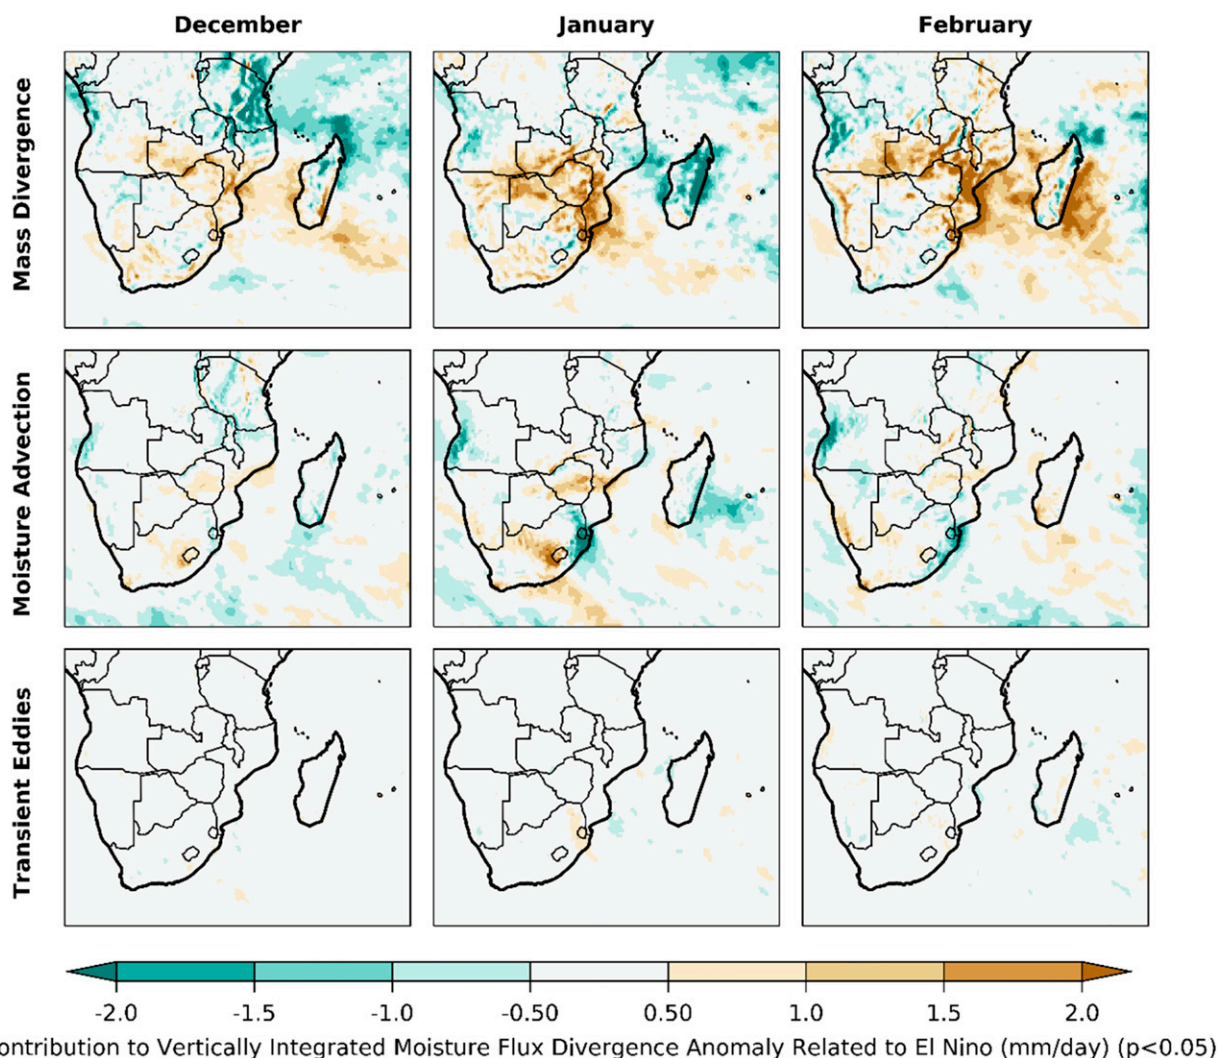 December January February
Mass Divergence
Moisture Advection
Transient Eddies
-2.0 -1.5 -1.0 -0.50 0.50 1.0 1.5 2.0
ontribution to Vertically Integrated Moisture Flux Divergence Anomaly Related to El Nino (mm/day) (p<0.05)